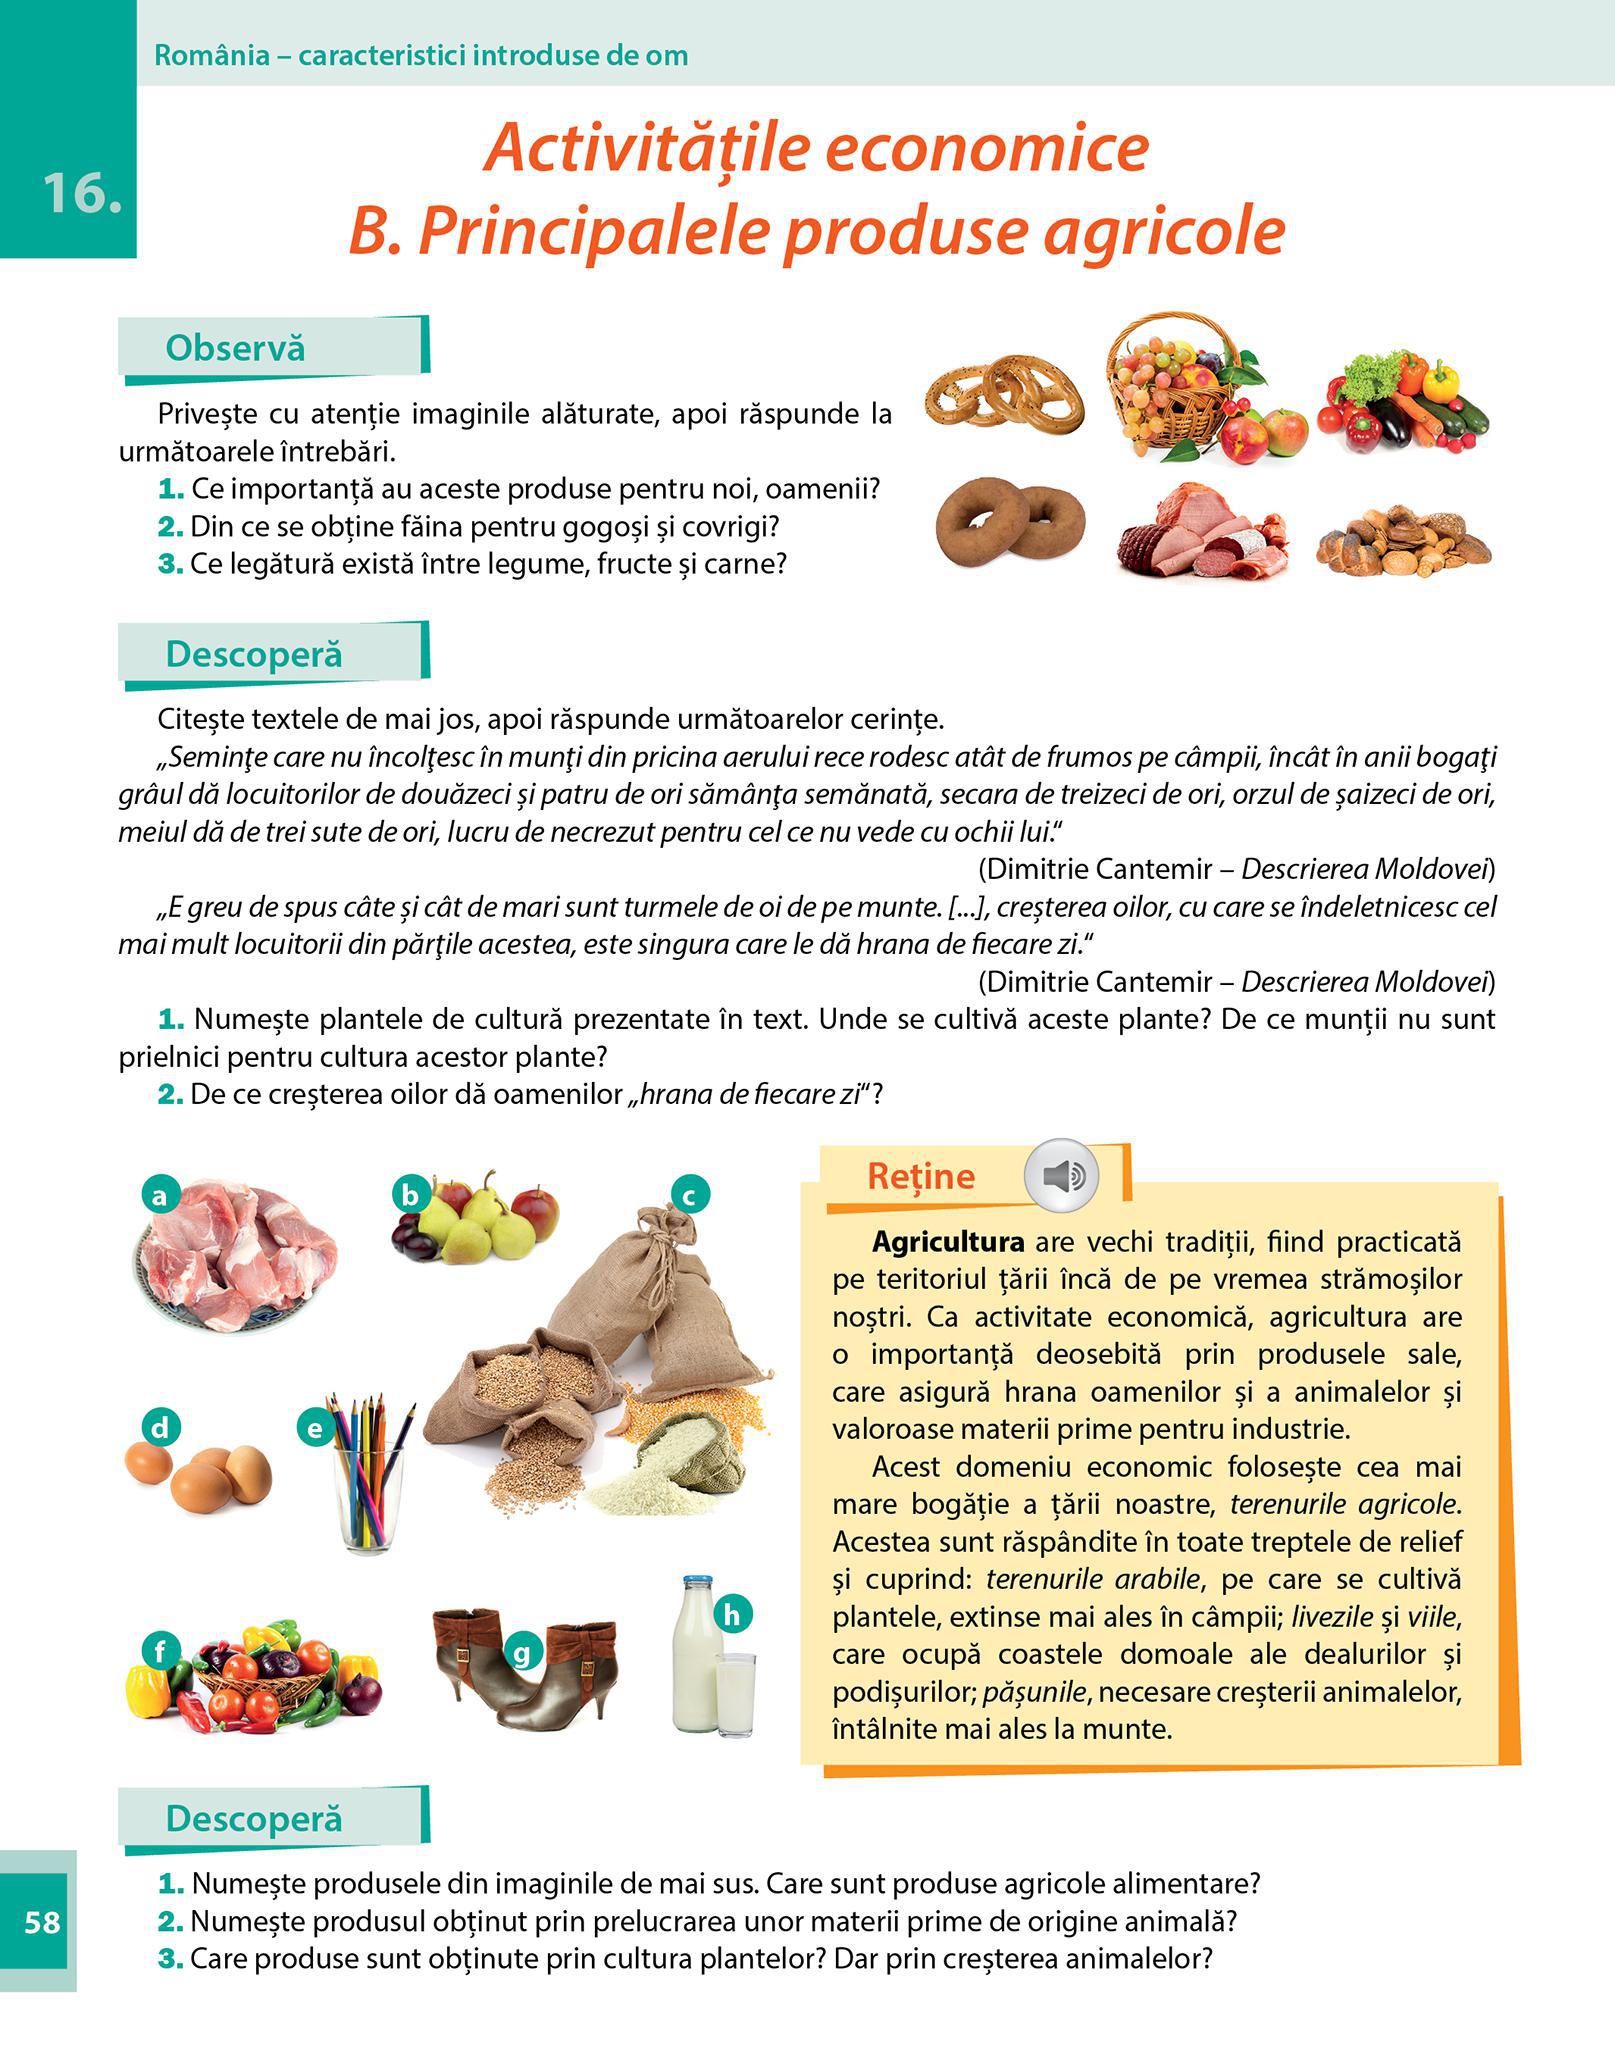 România – caracteristici introduse de om
16.
Activitățile economice
B. Principalele produse agricole
Observă
Privește cu atenție imaginile alăturate, apoi răspunde la
următoarele întrebări.
1. Ce importanță au aceste produse pentru noi, oamenii?
2. Din ce se obține făina pentru gogoși și covrigi?
3. Ce legătură există între legume, fructe și carne?
Descoperă
Citește textele de mai jos, apoi răspunde următoarelor cerințe.
„Seminţe care nu încolţesc în munţi din pricina aerului rece rodesc atât de frumos pe câmpii, încât în anii bogaţi
grâul dă locuitorilor de douăzeci și patru de ori sămânţa semănată, secara de treizeci de ori, orzul de șaizeci de ori,
meiul dă de trei sute de ori, lucru de necrezut pentru cel ce nu vede cu ochii lui.“
(Dimitrie Cantemir – Descrierea Moldovei)
„E greu de spus câte și cât de mari sunt turmele de oi de pe munte. [...], creșterea oilor, cu care se îndeletnicesc cel
mai mult locuitorii din părţile acestea, este singura care le dă hrana de fiecare zi.“
(Dimitrie Cantemir – Descrierea Moldovei)
1. Numește plantele de cultură prezentate în text. Unde se cultivă aceste plante? De ce munții nu sunt
prielnici pentru cultura acestor plante?
2. De ce creșterea oilor dă oamenilor „hrana de fiecare zi“?
a
b
c
d
e
f
g
h
Reține
Agricultura are vechi tradiții, fiind practicată
pe teritoriul țării încă de pe vremea strămoșilor
noștri. Ca activitate economică, agricultura are
o importanță deosebită prin produsele sale,
care asigură hrana oamenilor și a animalelor și
valoroase materii prime pentru industrie.
Acest domeniu economic folosește cea mai
mare bogăție a țării noastre, terenurile agricole.
Acestea sunt răspândite în toate treptele de relief
și cuprind: terenurile arabile, pe care se cultivă
plantele, extinse mai ales în câmpii; livezile și viile,
care ocupă coastele domoale ale dealurilor și
podișurilor; pășunile, necesare creșterii animalelor,
întâlnite mai ales la munte.
Descoperă
1. Numește produsele din imaginile de mai sus. Care sunt produse agricole alimentare?
2. Numește produsul obținut prin prelucrarea unor materii prime de origine animală?
3. Care produse sunt obținute prin cultura plantelor? Dar prin creșterea animalelor?
58